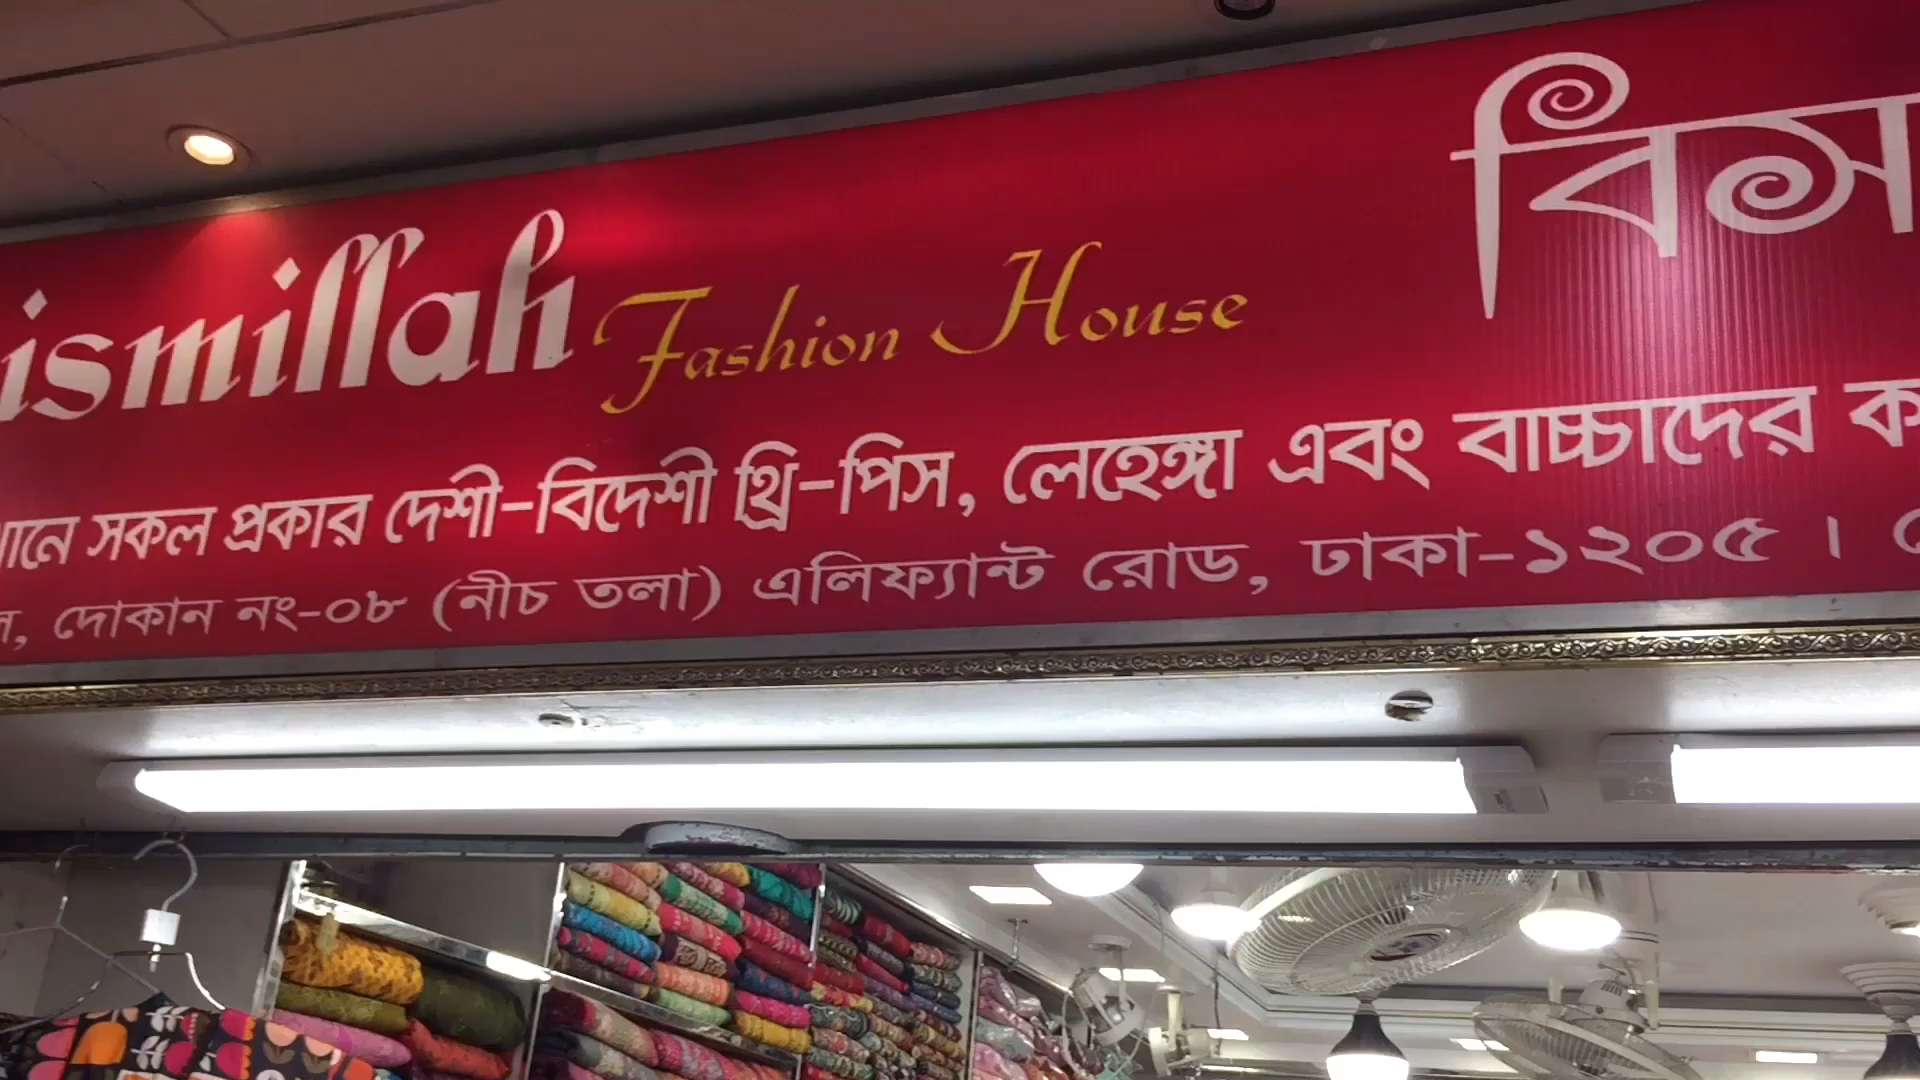 ismillah Fashion House
সকল প্রকার দেশী-বিদেশী থ্রি-পিস, লেহেঙ্গা এবং বাচ্চাদের
দোকান নং-০৮ (নীচ তলা) এলিফ্যান্ট রোড, ঢাকা-১২০৫।